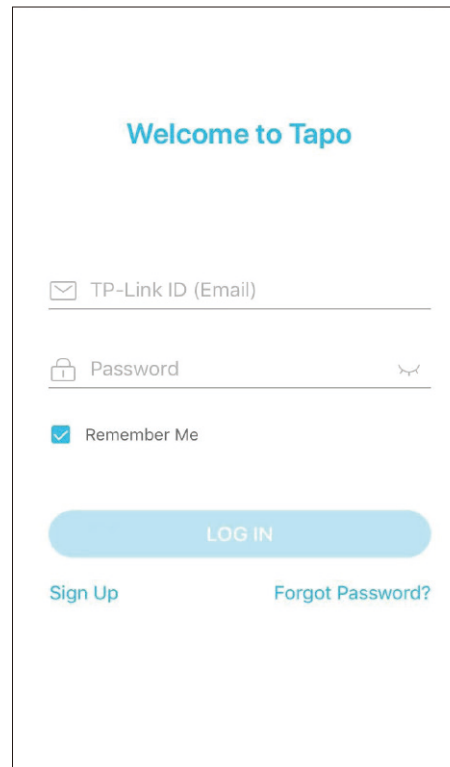 Welcome to Tapo
TP-Link ID (Email)
Password
Remember Me
LOG IN
Sign Up Forgot Password?